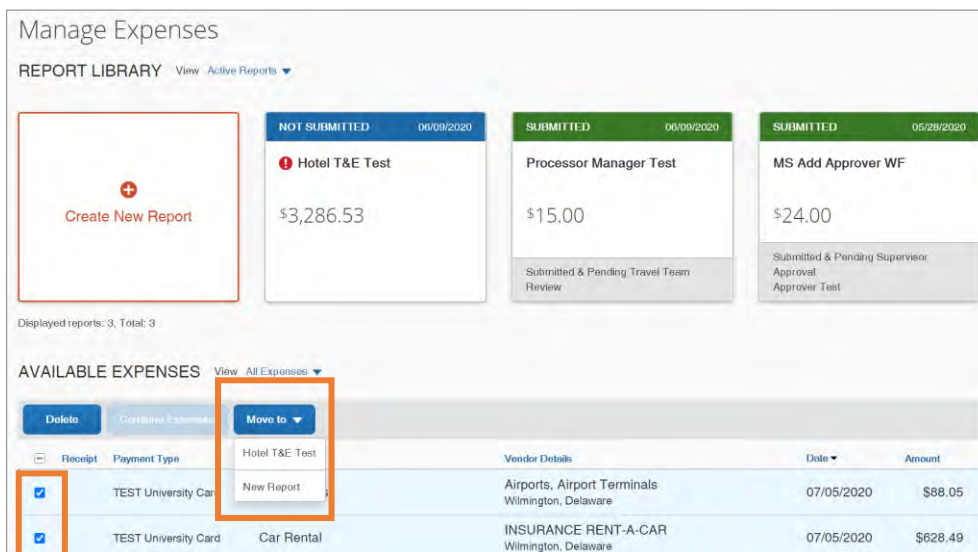 Manage Expenses
REPORT LIBRARY View Active Reports
Create New Report
NOT SUBMITTED 06/09/2020
Hotel T&E Test
$3,286.53
SUBMITTED 06/09/2020
Processor Manager Test
$15.00
Submitted & Pending Travel Team
Review
SUBMITTED 05/28/2020
MS Add Approver WF
$24.00
Submitted & Pending Supervisor
Approval
Approver Test
Displayed reports: 3, Total: 3
AVAILABLE EXPENSES View All Expenses
Delete Combine Expenses Move to
Hotel T&E Test
New Report
Receipt Payment Type Vendor Details Date Amount
TEST University Car s Airports, Airport Terminals 07/05/2020 $88.05
Wilmington, Delaware
TEST University Card Car Rental INSURANCE RENT-A-CAR 07/05/2020 $628.49
Wilmington, Delaware